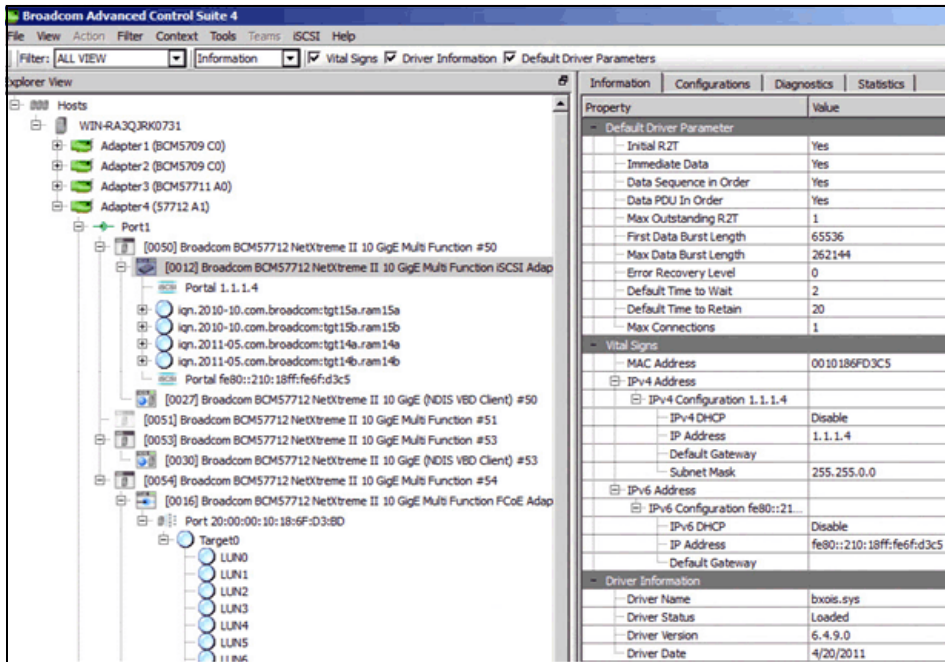 Broadcom Advanced Control Suite 4
File View Action Filter Context Tools Teams iSCSI Help
Filter: ALL VIEW Information Vital Signs Driver Information Default Driver Parameters
Explorer View
Hosts
WIN-RA3QJRK0731
Adapter1 (BCM5709 C0)
Adapter2 (BCM5709 C0)
Adapter3 (BCM57711 A0)
Adapter4 (57712 A1)
Port1
[0050] Broadcom BCM57712 NetXtreme II 10 GigE Multi Function #50
[0012] Broadcom BCM57712 NetXtreme II 10 GigE Multi Function iSCSI Adap
Portal 1.1.1.4
iqn.2010-10.com.broadcom:tgt15a.ram15a
iqn.2010-10.com.broadcom:tgt15b.ram15b
iqn.2011-05.com.broadcom:tgt14a.ram14a
iqn.2011-05.com.broadcom:tgt14b.ram14b
Portal fe80::210:18ff:fe6f:d3c5
[0027] Broadcom BCM57712 NetXtreme II 10 GigE (NDIS VBD Client) #50
[0051] Broadcom BCM57712 NetXtreme II 10 GigE Multi Function #51
[0053] Broadcom BCM57712 NetXtreme II 10 GigE Multi Function #53
[0030] Broadcom BCM57712 NetXtreme II 10 GigE (NDIS VBD Client) #53
[0054] Broadcom BCM57712 NetXtreme II 10 GigE Multi Function #54
[0016] Broadcom BCM57712 NetXtreme II 10 GigE Multi Function FCoE Adap
Port 20:00:00:10:18:6F:D3:BD
Target0
LUN0
LUN1
LUN2
LUN3
LUN4
LUN5
LUN6
Information Configurations Diagnostics Statistics
Property Value
Default Driver Parameter
Initial R2T Yes
Immediate Data Yes
Data Sequence in Order Yes
Data PDU In Order Yes
Max Outstanding R2T 1
First Data Burst Length 65536
Max Data Burst Length 262144
Error Recovery Level 0
Default Time to Wait 2
Default Time to Retain 20
Max Connections 1
Vital Signs
MAC Address 0010186FD3C5
IPv4 Address
IPv4 Configuration 1.1.1.4
IPv4 DHCP Disable
IP Address 1.1.1.4
Default Gateway
Subnet Mask 255.255.0.0
IPv6 Address
IPv6 Configuration fe80::21...
IPv6 DHCP Disable
IP Address fe80::210:18ff:fe6f:d3c5
Default Gateway
Driver Information
Driver Name bxois.sys
Driver Status Loaded
Driver Version 6.4.9.0
Driver Date 4/20/2011